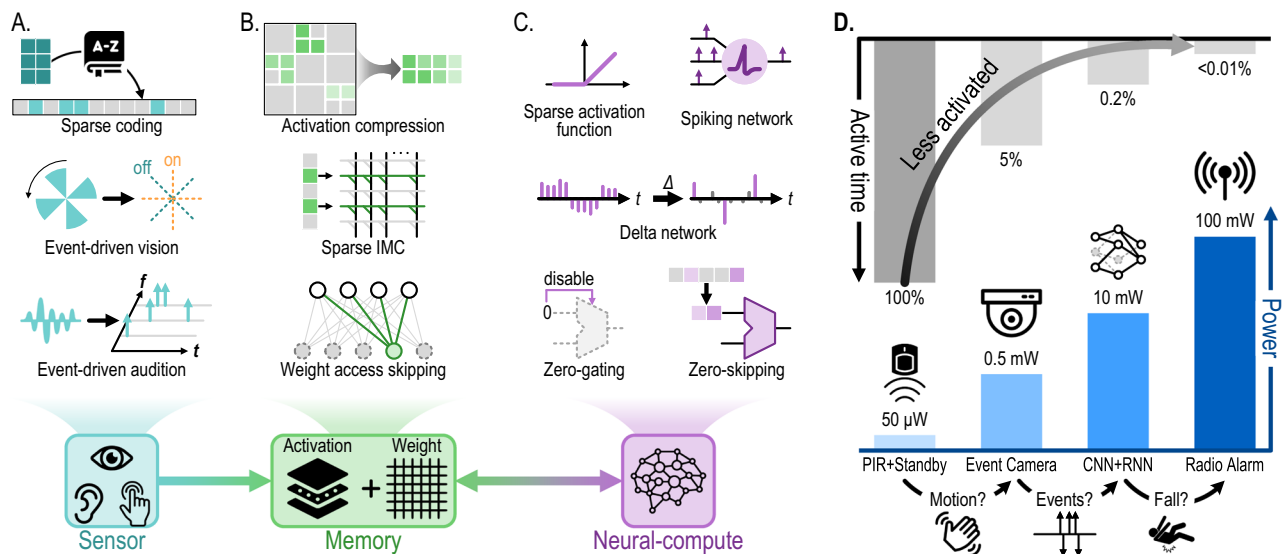 A.
A-Z
Sparse coding
off
on
Event-driven vision
f
t
Event-driven audition
Sensor
B.
Activation compression
...
Sparse IMC
Weight access skipping
Activation
Weight
+
Memory
C.
Sparse activation
function
Spiking network
t
Δ
t
Delta network
disable
0
Zero-gating
Zero-skipping
Neural-compute
D.
Active time
Less activated
100%
5%
0.2%
<0.01%
Power
50 µW
0.5 mW
10 mW
100 mW
PIR+Standby
Event Camera
CNN+RNN
Radio Alarm
Motion?
Events?
Fall?